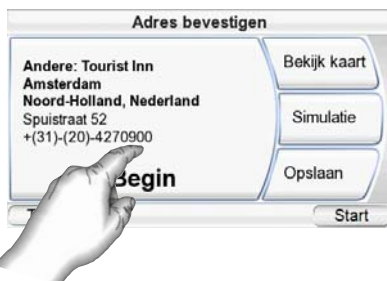 Adres bevestigen
Andere: Tourist Inn
Amsterdam
Noord-Holland, Nederland
Spuistraat 52
+(31)-(20)-4270900
Begin
Bekijk kaart
Simulatie
Opslaan
Start